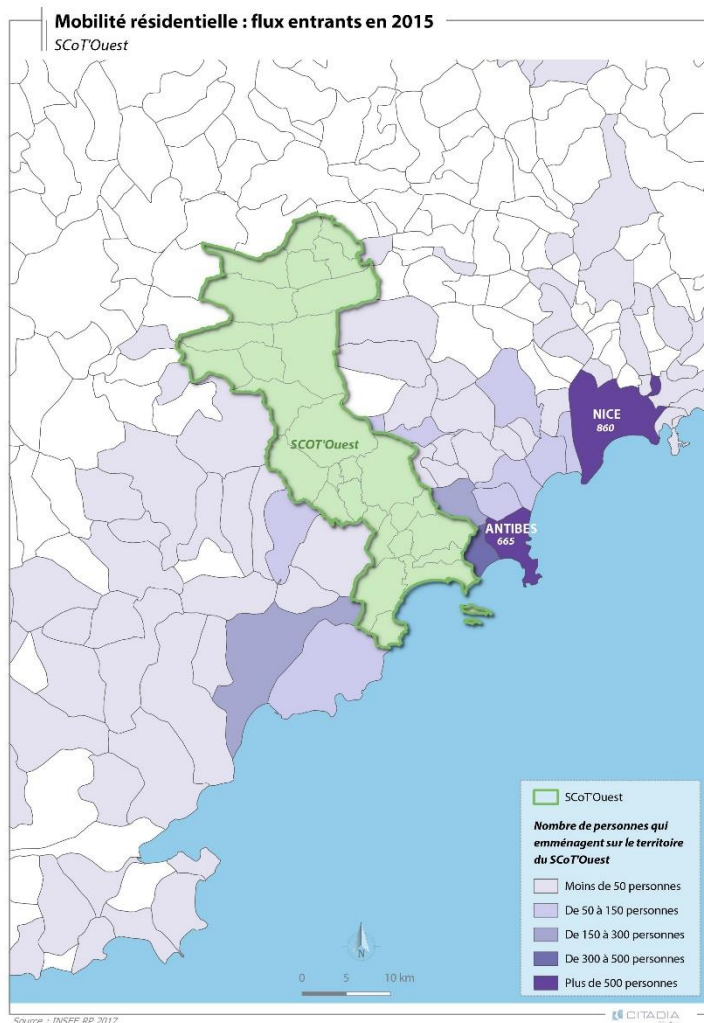 Mobilité résidentielle : flux entrants en 2015
SCoT'Ouest
NICE
860
SCOT'Ouest
ANTIBES
665
SCoT'Ouest
Nombre de personnes qui
emménagent sur le territoire
du SCoT'Ouest
Moins de 50 personnes
De 50 à 150 personnes
De 150 à 300 personnes
De 300 à 500 personnes
Plus de 500 personnes
N
0 5 10 km
Source : INSEE RP 2017
CITADIA